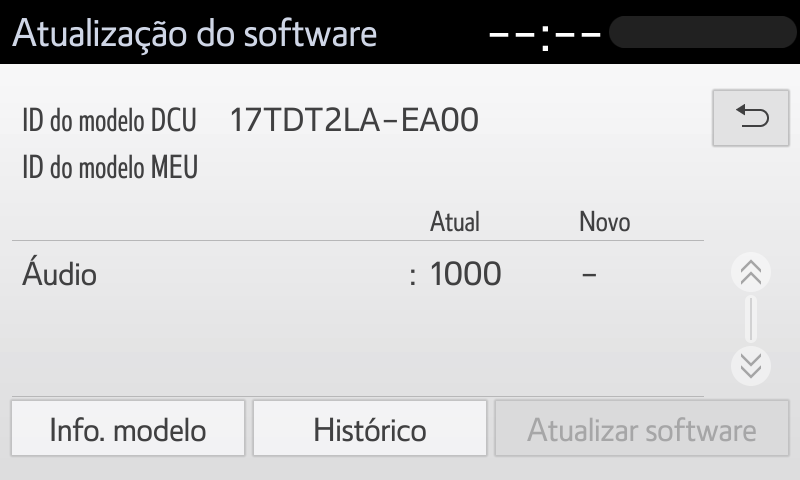 Atualização do software --:--
ID do modelo DCU 17TDT2LA-EA00
ID do modelo MEU
Atual Novo
Áudio : 1000 -
Info. modelo Histórico Atualizar software